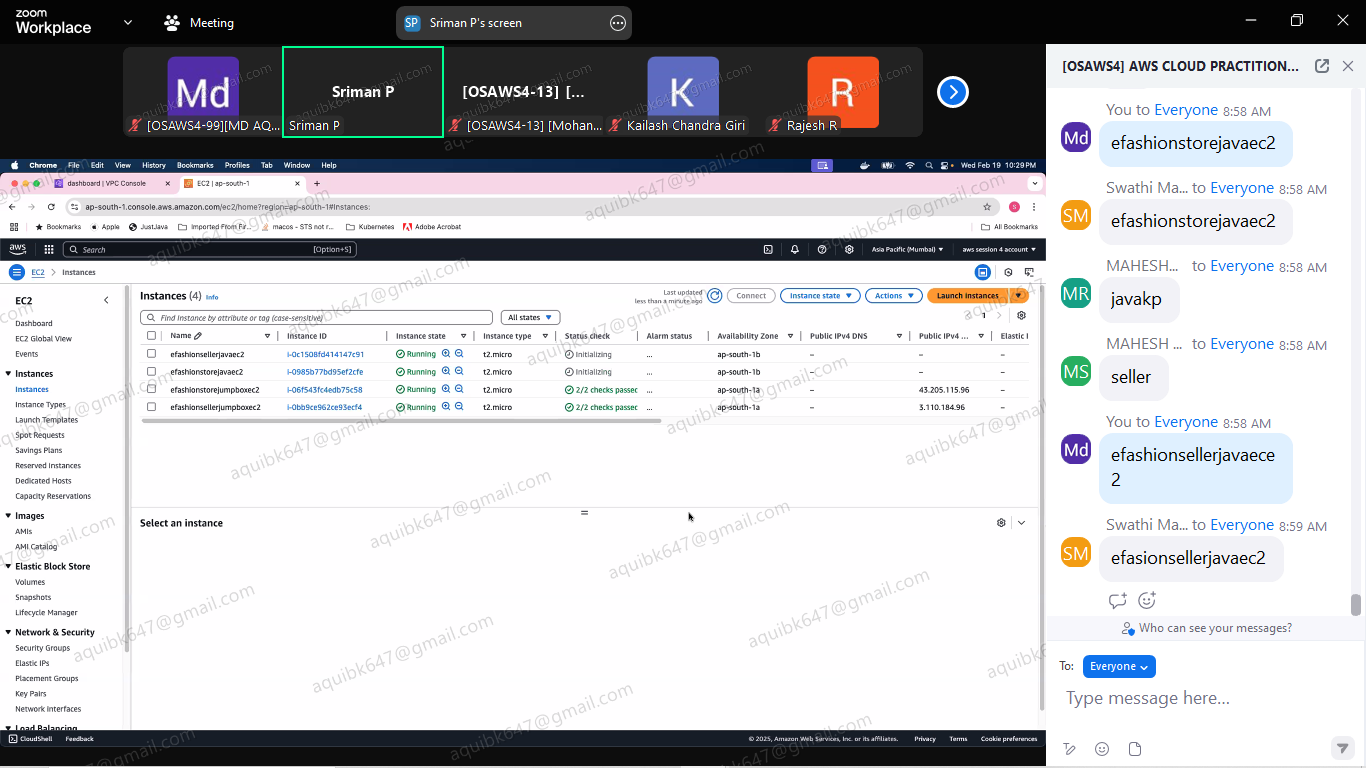 zoom
Workplace
Meeting
SP Sriman P's screen
Md
Sriman P
[OSAWS4-13] [...
K
R
[OSAWS4-99][MD AQ...
Sriman P
[OSAWS4-13] [Mohan...
Kailash Chandra Giri
Rajesh R
Chrome File Edit View History Bookmarks Profiles Tab Window Help
Wed Feb 19 10:29PM
dashboard | VPC Console
EC2 | ap-south-1
ap-south-1.console.aws.amazon.com/ec2/home?region=ap-south-1#Instances:
S
Bookmarks Apple JustJava Imported From Fir... macos - STS not r... Kubernetes Adobe Acrobat
All Bookmarks
aws Search [Option+S]
Asia Pacific (Mumbai) aws session 4 account
EC2 > Instances
EC2
Dashboard
EC2 Global View
Events
Instances
Instances
Instance Types
Launch Templates
Spot Requests
Savings Plans
Reserved Instances
Dedicated Hosts
Capacity Reservations
Images
AMIs
AMI Catalog
Elastic Block Store
Volumes
Snapshots
Lifecycle Manager
Network & Security
Security Groups
Elastic IPs
Placement Groups
Key Pairs
Network Interfaces
Load Balancing
Instances (4) Info
Last updated
less than a minute ago
Connect
Instance state
Actions
Launch instances
Find Instance by attribute or tag (case-sensitive)
All states
1
Name Instance ID Instance state Instance type Status check Alarm status Availability Zone Public IPv4 DNS Public IPv4 ... Elastic I
efashionsellerjavaec2 i-0c1508fd414147c91 Running t2.micro Initializing ... ap-south-1b – –
efashionstorejavaec2 i-0985b77bd95ef2cfe Running t2.micro Initializing ... ap-south-1b – –
efashionstorejumpboxec2 i-06f543fc4edb75c58 Running t2.micro 2/2 checks passec ... ap-south-1a – 43.205.115.96
efashionsellerjumpboxec2 i-0bb9ce962ce93ecf4 Running t2.micro 2/2 checks passec ... ap-south-1a – 3.110.184.96
Select an instance
CloudShell Feedback
© 2025, Amazon Web Services, Inc. or its affiliates. Privacy Terms Cookie preferences
aquibk647@gmail.com
[OSAWS4] AWS CLOUD PRACTITION...
You to Everyone 8:58 AM
Md
efashionstorejavaec2
Swathi Ma... to Everyone 8:58 AM
SM
efashionstorejavaec2
MAHESH... to Everyone 8:58 AM
MR
javakp
MAHESH ... to Everyone 8:58 AM
MS
seller
You to Everyone 8:58 AM
Md
efashionsellerjavaece
2
Swathi Ma... to Everyone 8:59 AM
SM
efasionsellerjavaec2
Who can see your messages?
To: Everyone
Type message here...